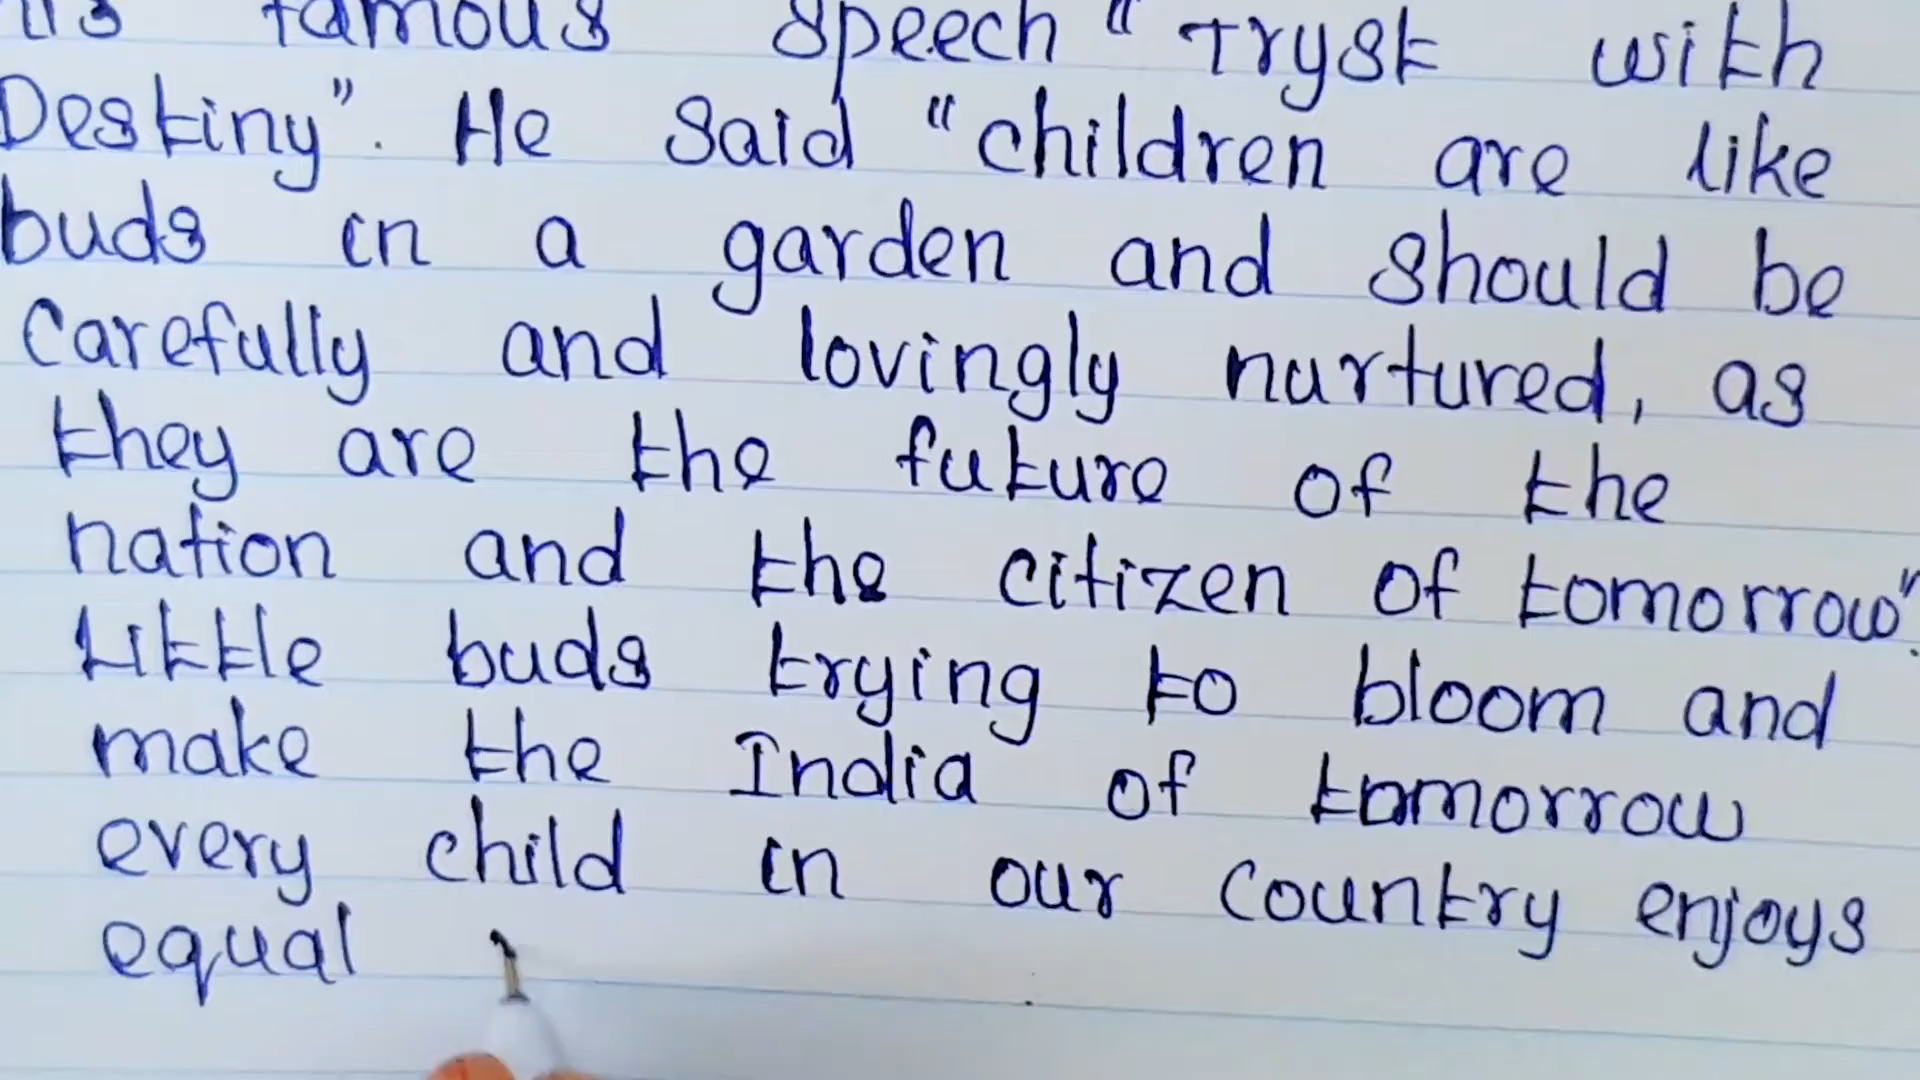 his famous speech "Tryst with
Destiny". He said "children are like
buds in a garden and should be
Carefully and lovingly nurtured, as
they are the future of the
nation and the citizen of tomorrow".
Little buds trying to bloom and
make the India of tomorrow
every child in our country enjoys
equal